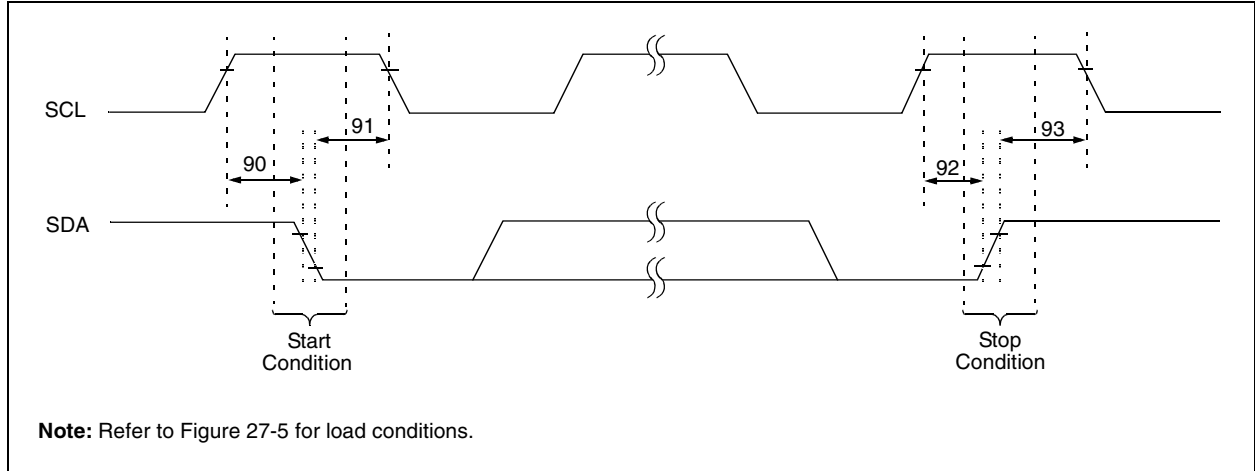 SCL
91
93
90
92
SDA
Start
Condition
Stop
Condition
Note: Refer to Figure 27-5 for load conditions.